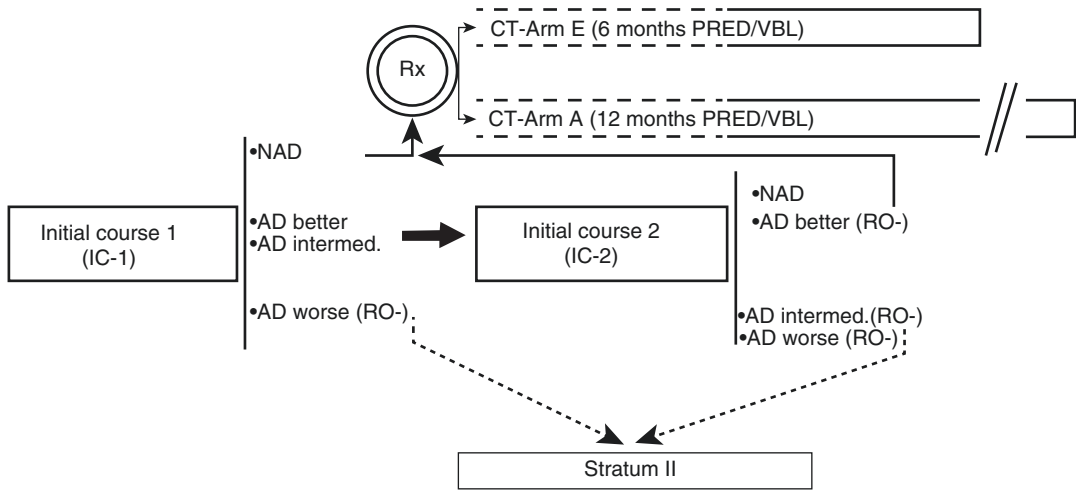 CT-Arm E (6 months PRED/VBL)
Rx
CT-Arm A (12 months PRED/VBL)
•NAD
•AD better
•AD intermed.
•AD worse (RO-)
Initial course 1
(IC-1)
Initial course 2
(IC-2)
•NAD
•AD better (RO-)
•AD intermed.(RO-)
•AD worse (RO-)
Stratum II